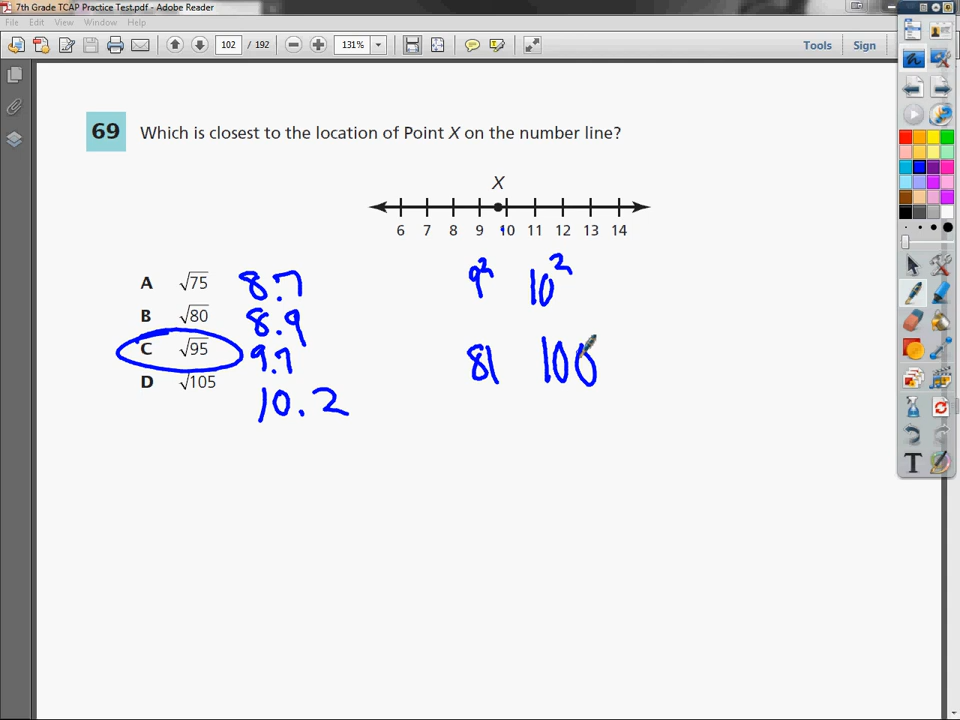 7th Grade TCAP Practice Test.pdf - Adobe Reader
File Edit View Window Help
102 / 192 131% Tools Sign
69 Which is closest to the location of Point X on the number line?
X
6 7 8 9 10 11 12 13 14
A √75 8.7
B √80 8.9
C √95 9.7
D √105 10.2
9² 10²
81 100
T